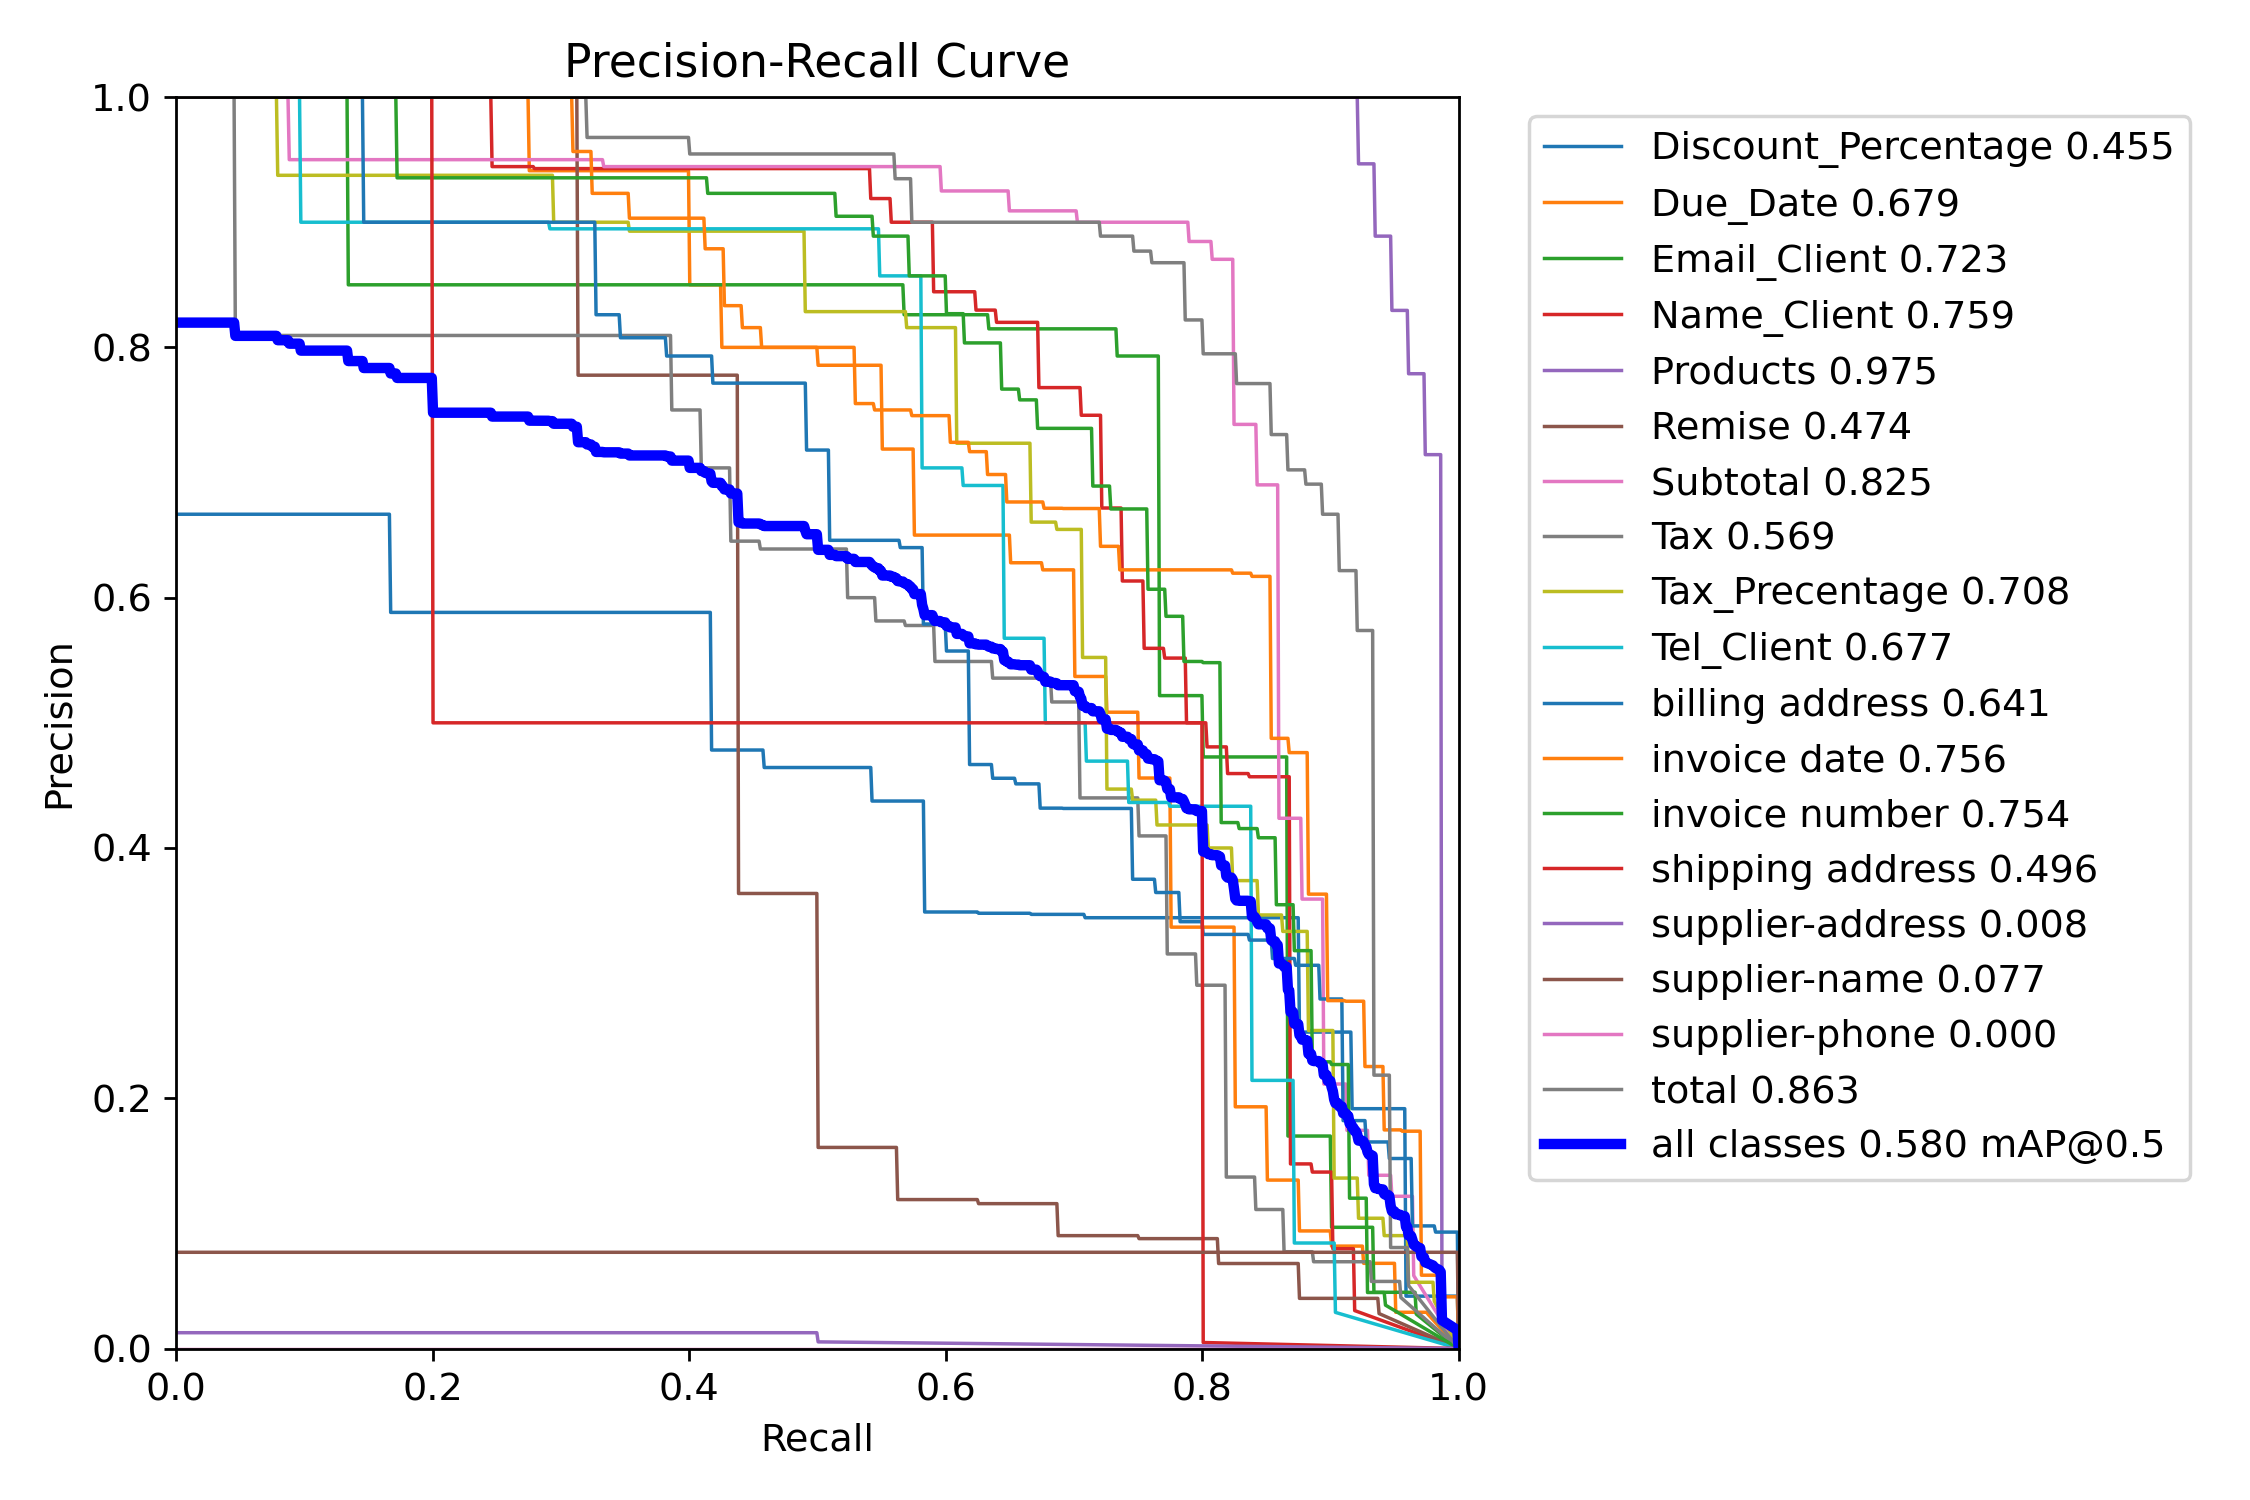 Precision-Recall Curve
1.0
0.8
0.6
0.4
0.2
0.0
Precision
0.0 0.2 0.4 0.6 0.8 1.0
Recall
Discount_Percentage 0.455
Due_Date 0.679
Email_Client 0.723
Name_Client 0.759
Products 0.975
Remise 0.474
Subtotal 0.825
Tax 0.569
Tax_Precentage 0.708
Tel_Client 0.677
billing address 0.641
invoice date 0.756
invoice number 0.754
shipping address 0.496
supplier-address 0.008
supplier-name 0.077
supplier-phone 0.000
total 0.863
all classes 0.580 mAP@0.5